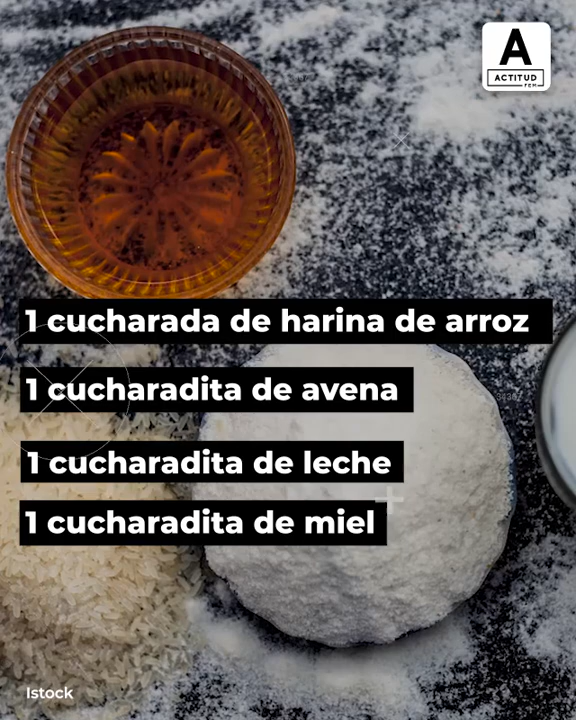 A
ACTITUD
FEM
1 cucharada de harina de arroz
1 cucharadita de avena
1 cucharadita de leche
1 cucharadita de miel
Istock